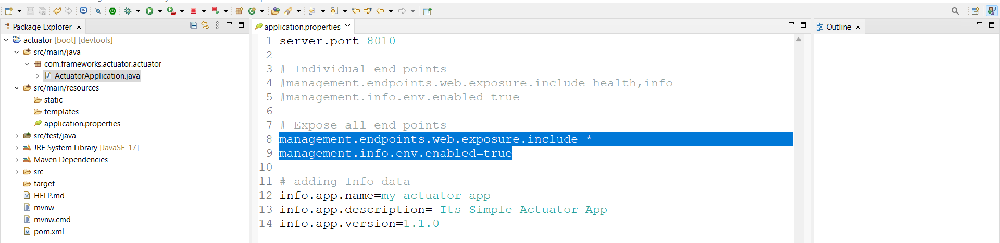 Package Explorer
actuator [boot] [devtools]
src/main/java
com.frameworks.actuator.actuator
ActuatorApplication.java
src/main/resources
static
templates
application.properties
src/test/java
JRE System Library [JavaSE-17]
Maven Dependencies
src
target
HELP.md
mvnw
mvnw.cmd
pom.xml
application.properties
1 server.port=8010
2
3 # Individual end points
4 #management.endpoints.web.exposure.include=health,info
5 #management.info.env.enabled=true
6
7 # Expose all end points
8 management.endpoints.web.exposure.include=*
9 management.info.env.enabled=true
10
11 # adding Info data
12 info.app.name=my actuator app
13 info.app.description= Its Simple Actuator App
14 info.app.version=1.1.0
Outline